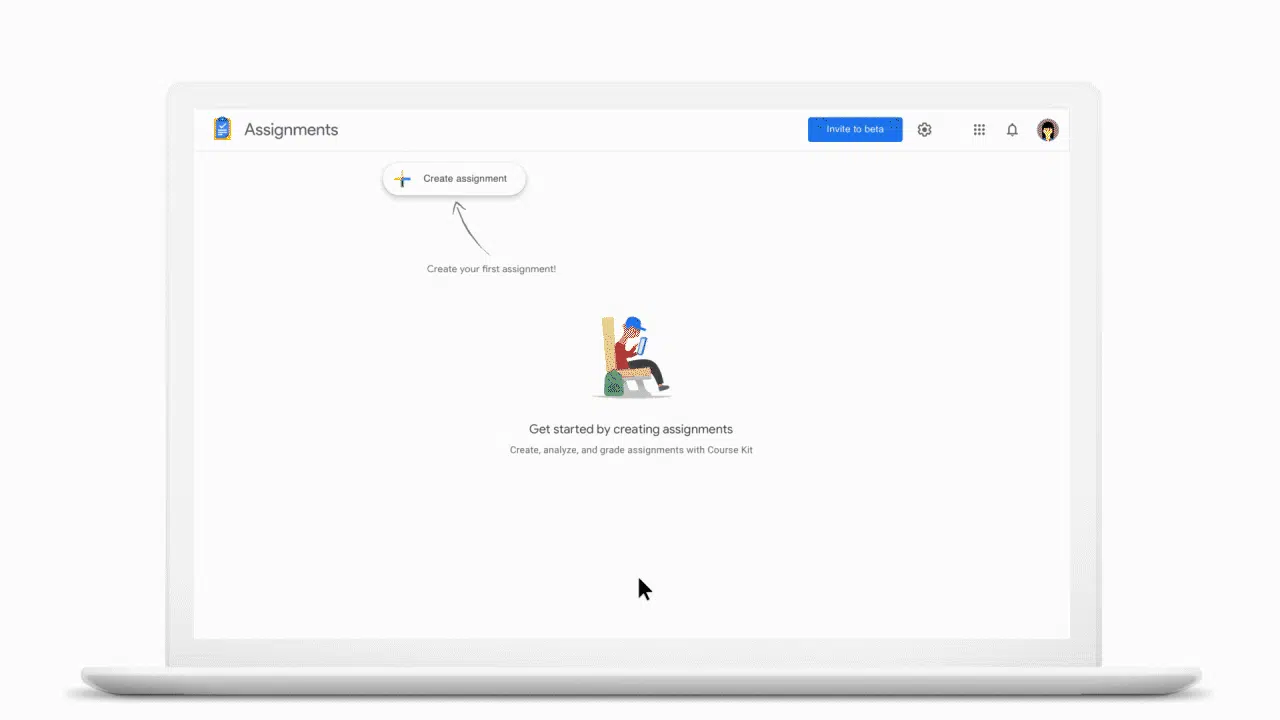 Assignments
Invite to beta
Create assignment
Create your first assignment!
Get started by creating assignments
Create, analyze, and grade assignments with Course Kit